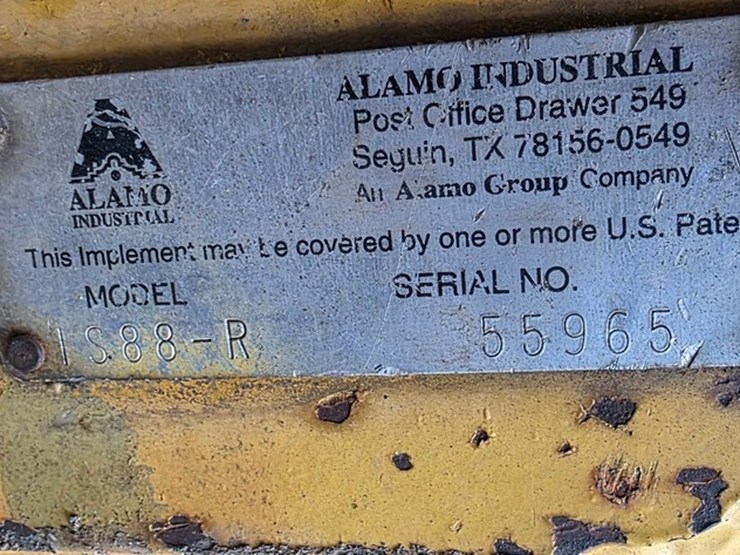 ALAMO INDUSTRIAL
Post Office Drawer 549
Seguin, TX 78156-0549
An Alamo Group Company
ALAMO
INDUSTRIAL
This Implement may be covered by one or more U.S. Pate
MODEL
SERIAL NO.
IS88-R
55965